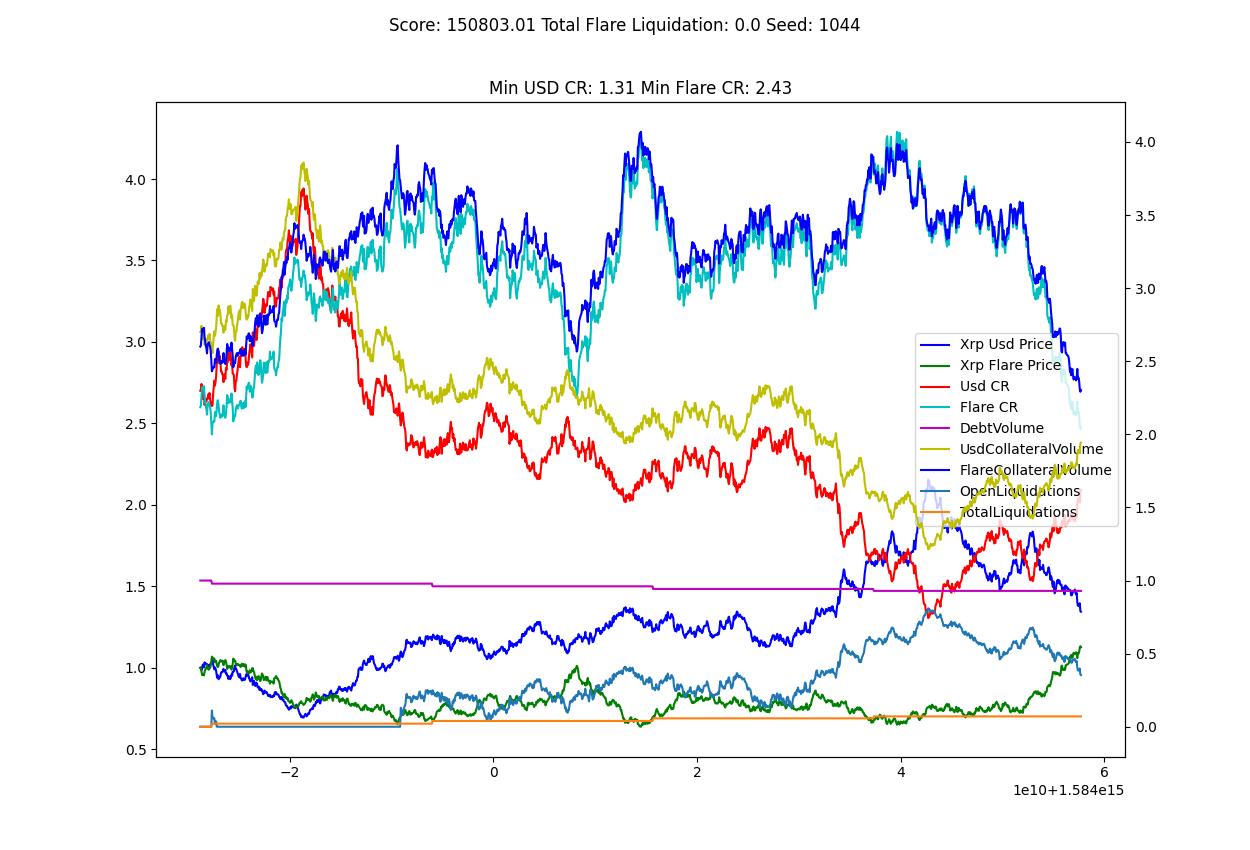 Score: 150803.01 Total Flare Liquidation: 0.0 Seed: 1044
Min USD CR: 1.31 Min Flare CR: 2.43
4.0
3.5
3.0
2.5
2.0
1.5
1.0
0.5
4.0
3.5
3.0
2.5
2.0
1.5
1.0
0.5
0.0
Xrp Usd Price
Xrp Flare Price
Usd CR
Flare CR
DebtVolume
UsdCollateralVolume
FlareCollateralVolume
OpenLiquidations
TotalLiquidations
−2 0 2 4 6
1e10+1.584e15